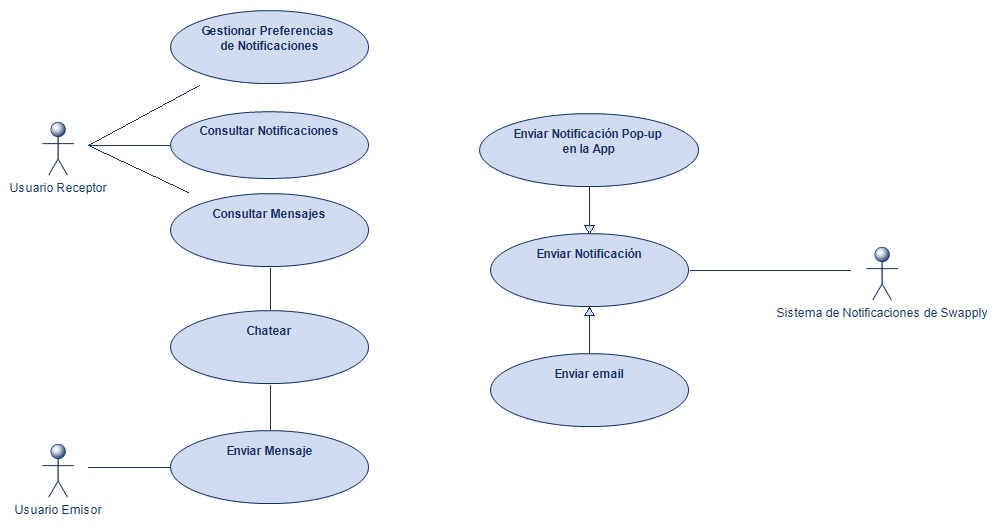 Gestionar Preferencias
de Notificaciones
Consultar Notificaciones
Usuario Receptor
Consultar Mensajes
Chatear
Enviar Mensaje
Usuario Emisor
Enviar Notificación Pop-up
en la App
Enviar Notificación
Sistema de Notificaciones de Swapply
Enviar email